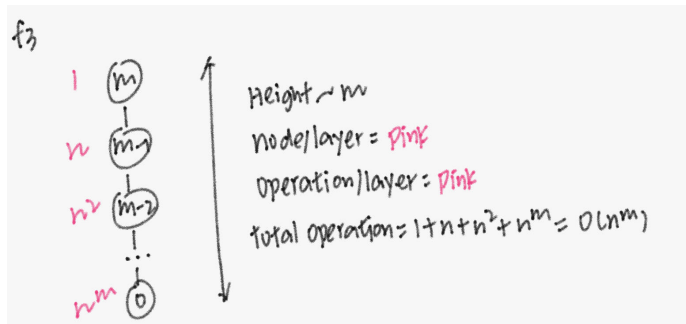 f3
1 m
n m-1
n² m-2
...
n^m 0
Height ~ m
node/layer = pink
operation/layer = pink
total operation = 1+n+n²+n^m = O(n^m)